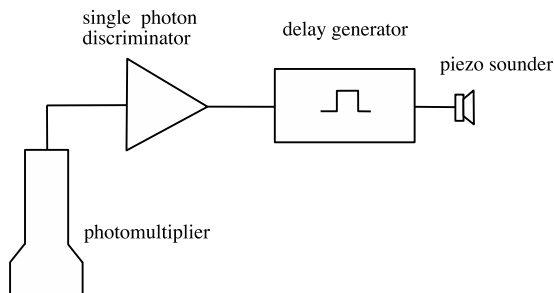 single photon
discriminator
delay generator
piezo sounder
photomultiplier